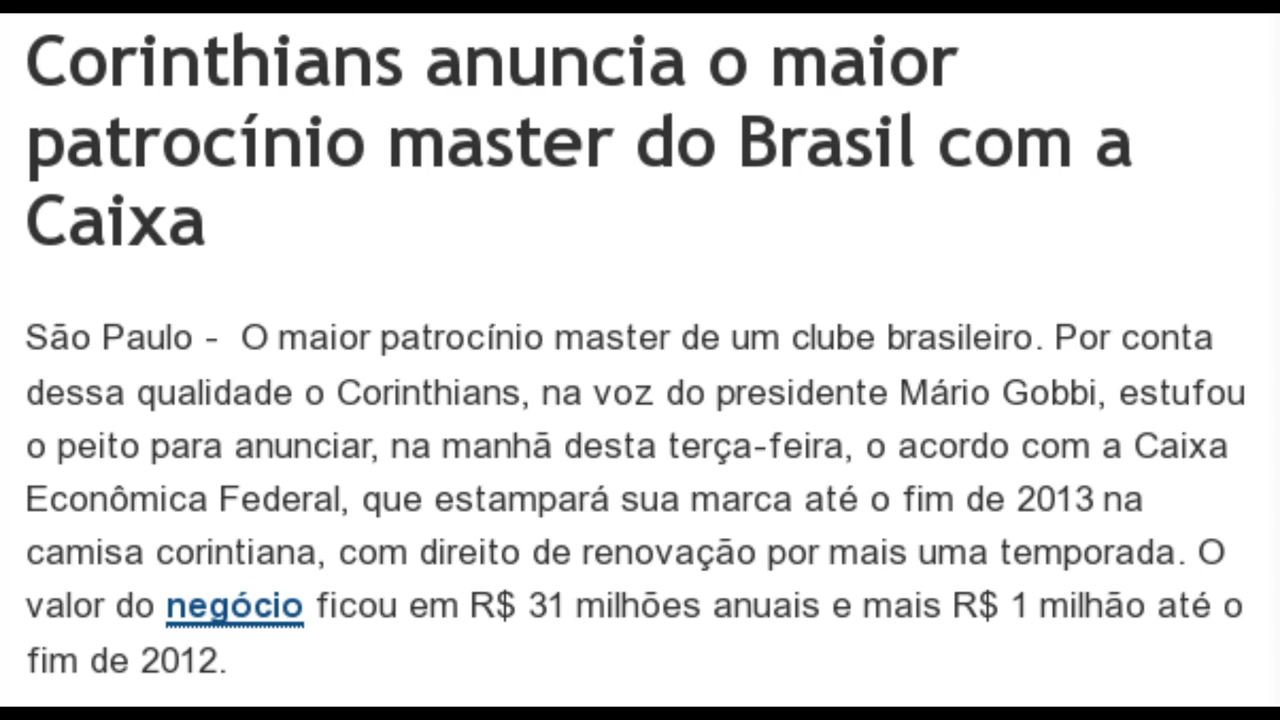 Corinthians anuncia o maior
patrocínio master do Brasil com a
Caixa
São Paulo -  O maior patrocínio master de um clube brasileiro. Por conta
dessa qualidade o Corinthians, na voz do presidente Mário Gobbi, estufou
o peito para anunciar, na manhã desta terça-feira, o acordo com a Caixa
Econômica Federal, que estampará sua marca até o fim de 2013 na
camisa corintiana, com direito de renovação por mais uma temporada. O
valor do negócio ficou em R$ 31 milhões anuais e mais R$ 1 milhão até o
fim de 2012.